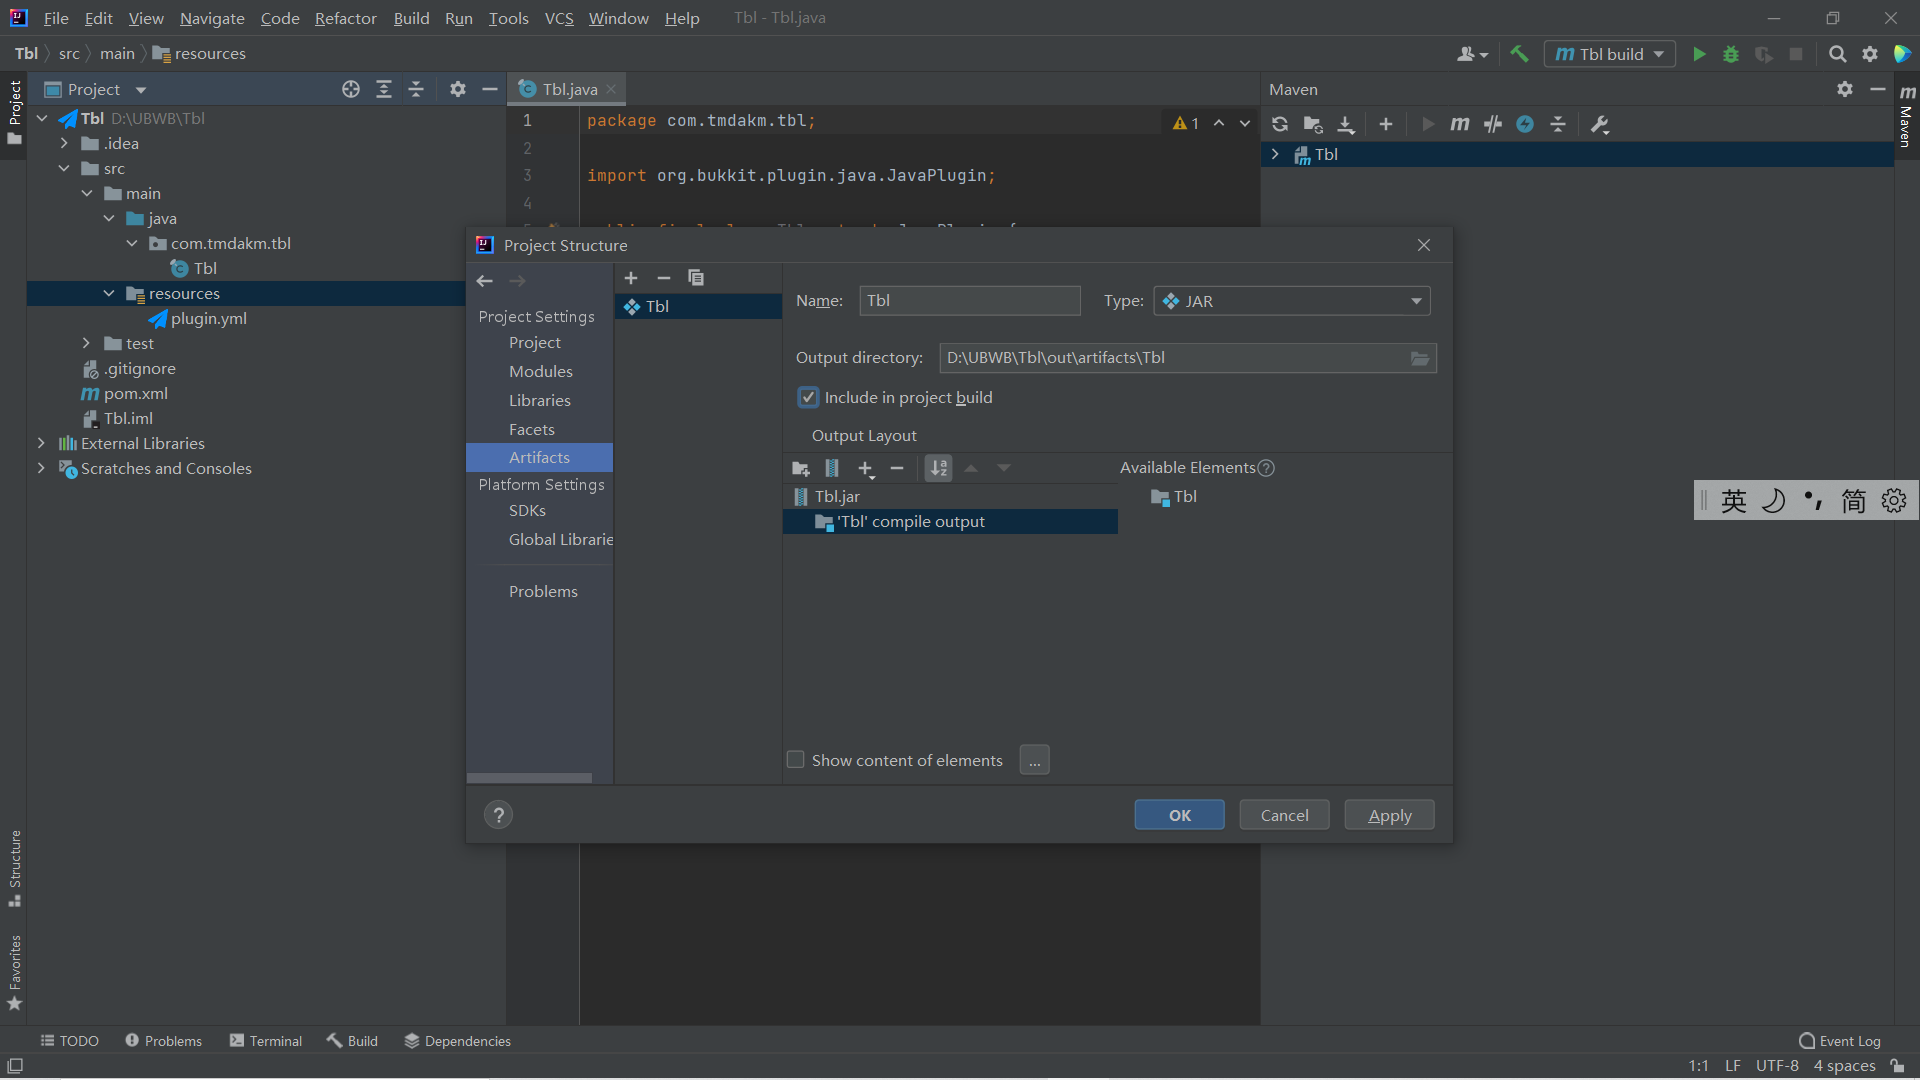 File Edit View Navigate Code Refactor Build Run Tools VCS Window Help Tbl - Tbl.java
Tbl src main resources
Tbl build
Project
Tbl.java
Maven
Tbl D:\UBWB\Tbl
.idea
src
main
java
com.tmdakm.tbl
Tbl
resources
plugin.yml
test
.gitignore
pom.xml
Tbl.iml
External Libraries
Scratches and Consoles
1 package com.tmdakm.tbl;
2
3 import org.bukkit.plugin.java.JavaPlugin;
4
1
Tbl
Project Structure
Project Settings
Project
Modules
Libraries
Facets
Artifacts
Platform Settings
SDKs
Global Librarie
Problems
Tbl
Name: Tbl Type: JAR
Output directory: D:\UBWB\Tbl\out\artifacts\Tbl
Include in project build
Output Layout
Available Elements
Tbl.jar
'Tbl' compile output
Tbl
Show content of elements ...
? OK Cancel Apply
英 简
Project
Structure
Favorites
Maven
TODO Problems Terminal Build Dependencies Event Log
1:1 LF UTF-8 4 spaces